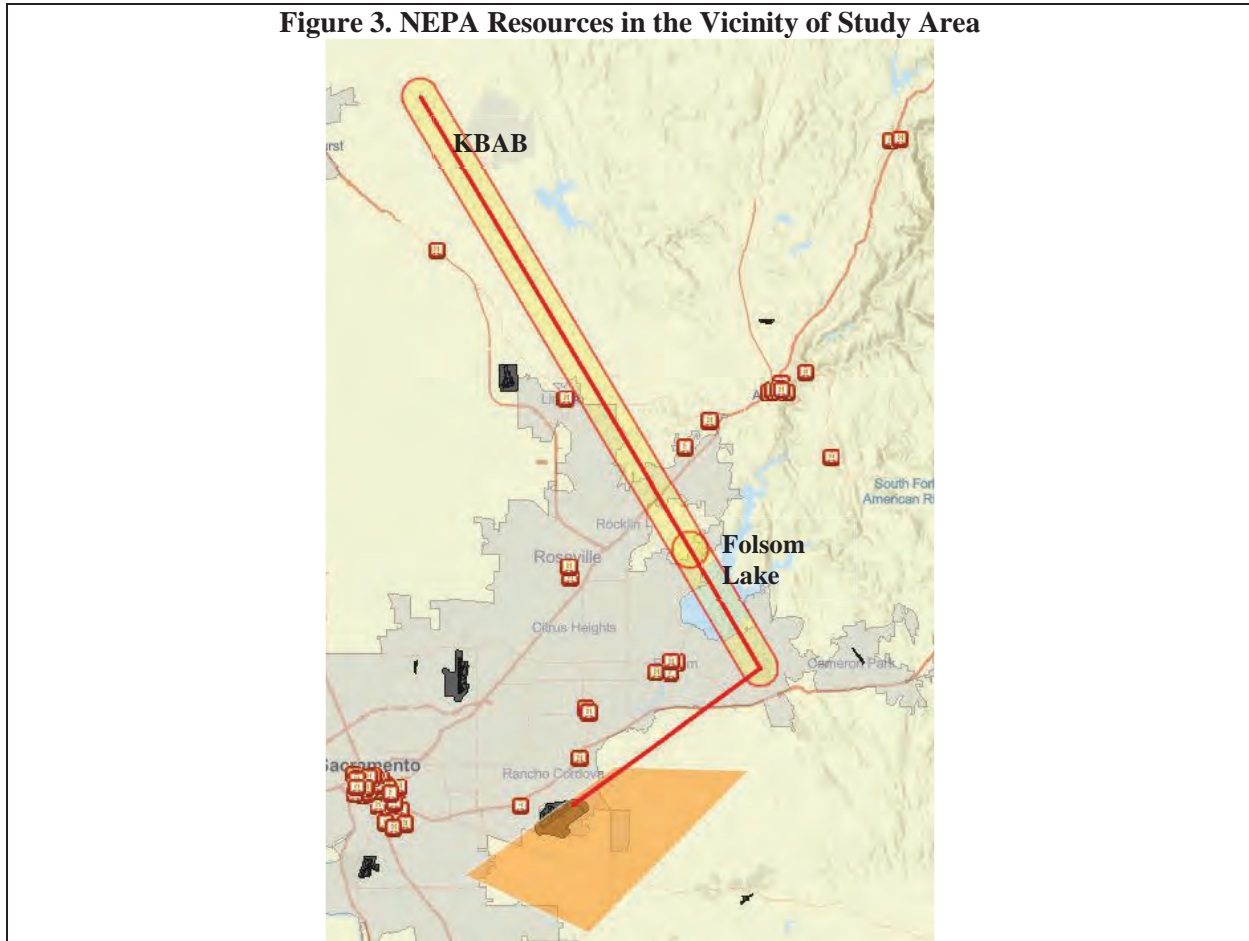 Figure 3. NEPA Resources in the Vicinity of Study Area
KBAB
South Fork
American Ri
Rocklin
Folsom
Lake
Roseville
Citrus Heights
Cameron Park
Sacramento
Rancho Cordova